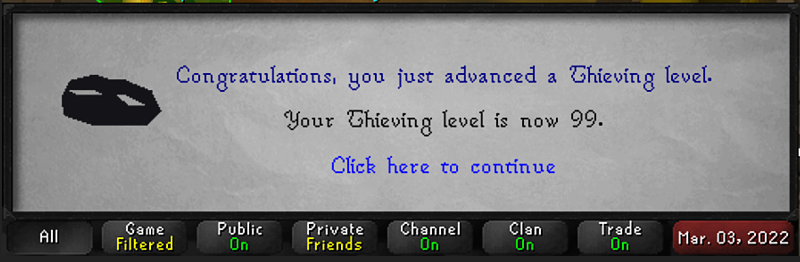 Congratulations, you just advanced a Thieving level.
Your Thieving level is now 99.
Click here to continue
All
Game
Filtered
Public
On
Private
Friends
Channel
On
Clan
On
Trade
On
Mar. 03, 2022